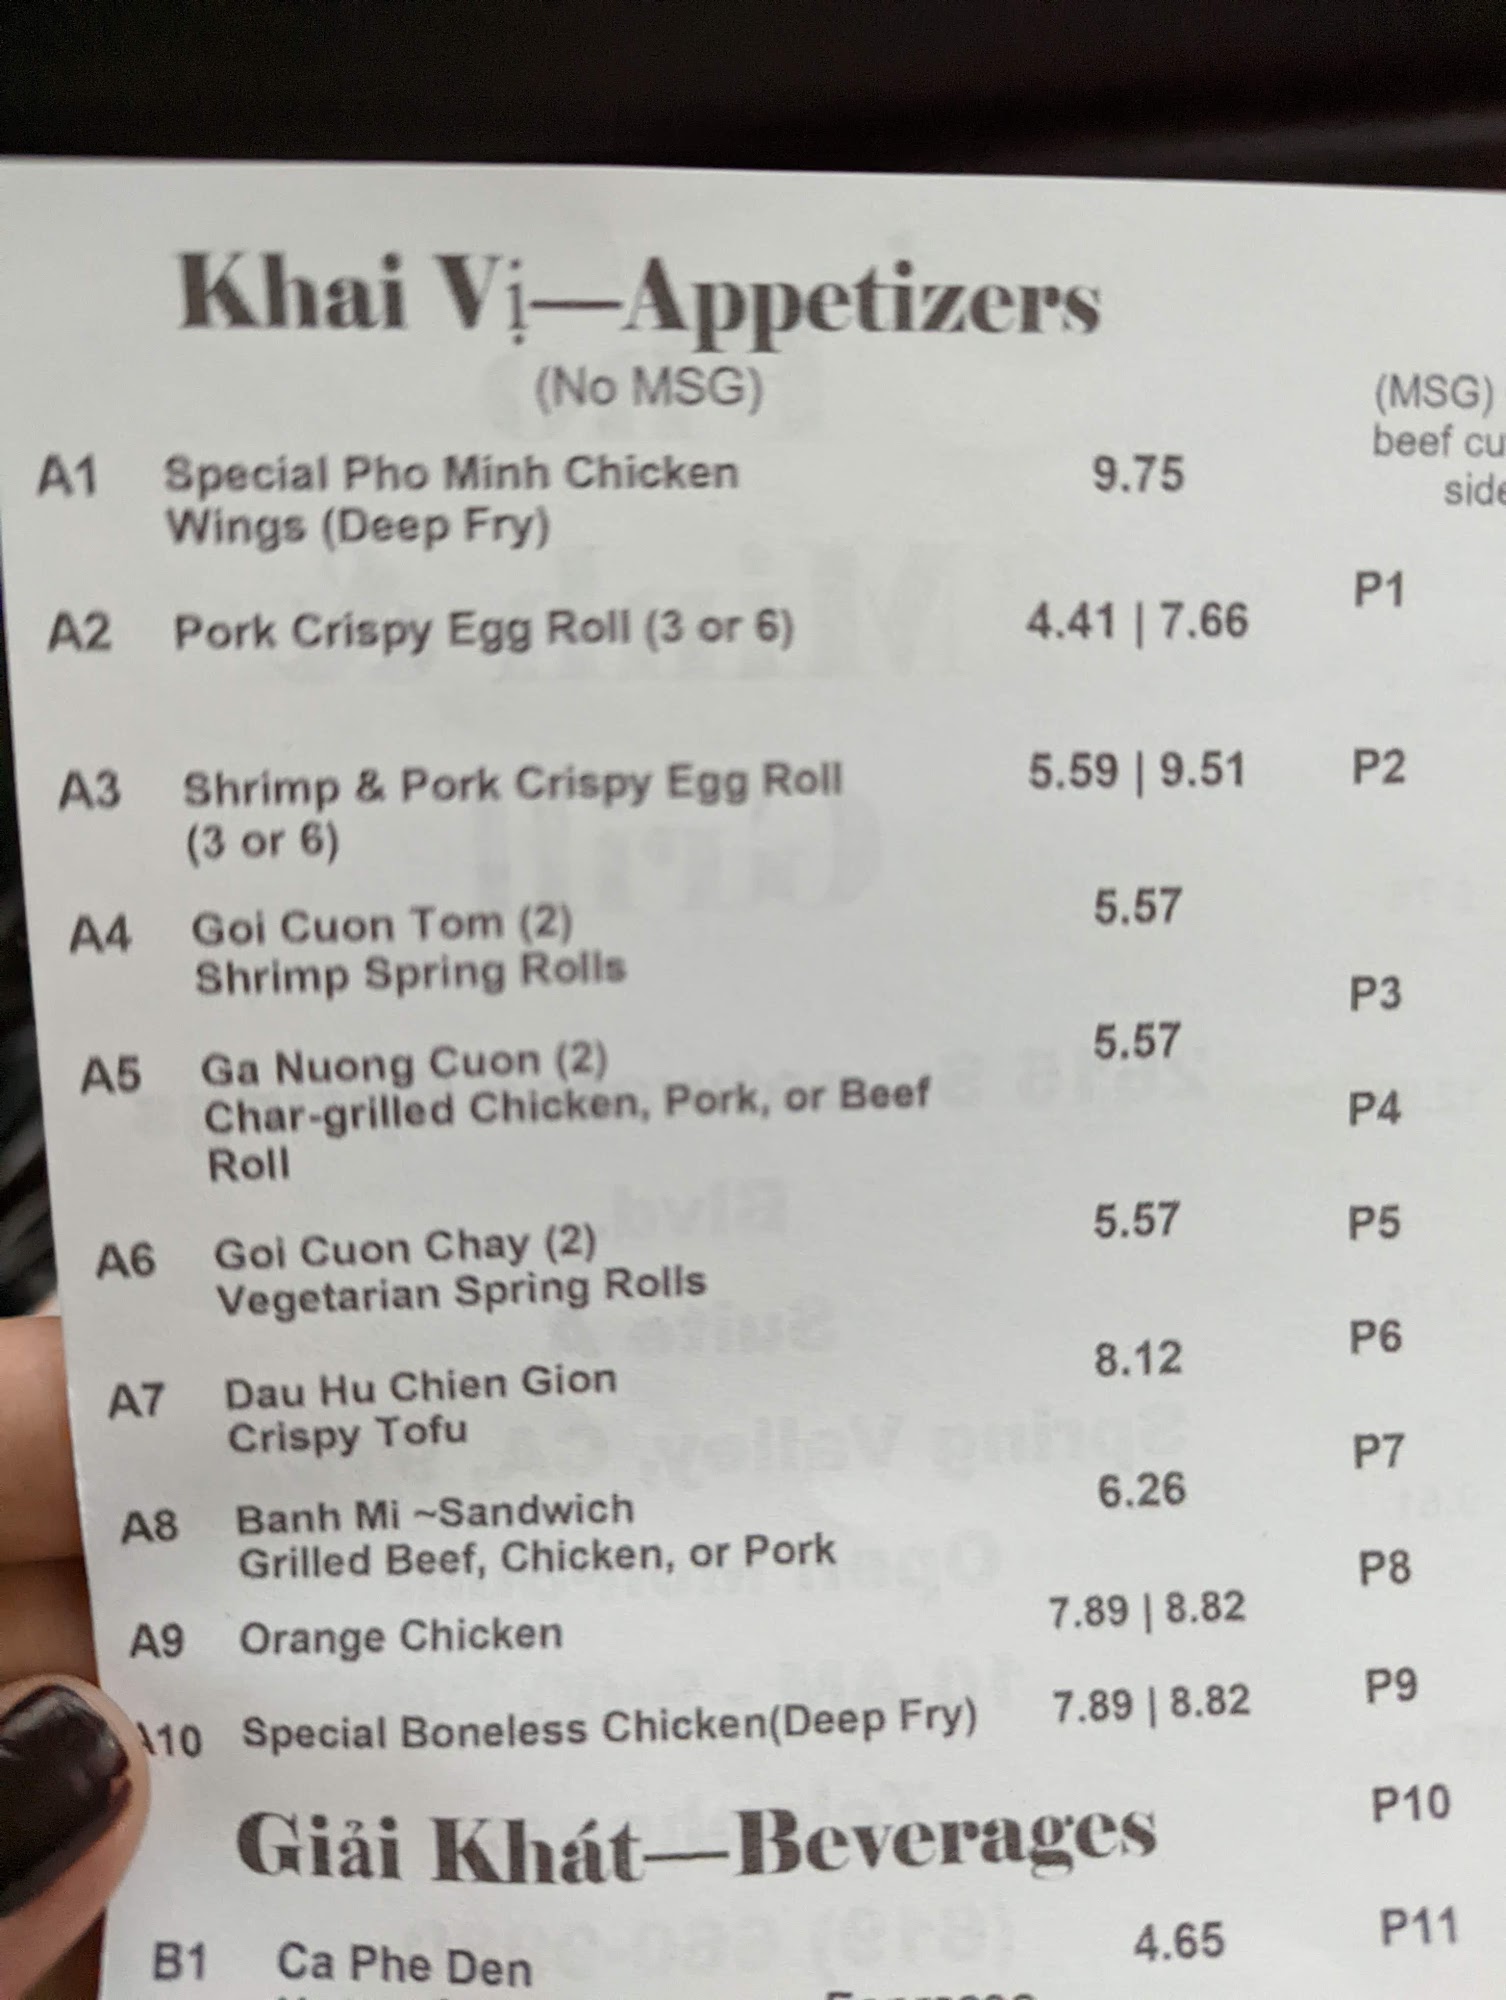 Khai Vị—Appetizers
(No MSG)
A1 Special Pho Minh Chicken 9.75
Wings (Deep Fry)
A2 Pork Crispy Egg Roll (3 or 6) 4.41 | 7.66
A3 Shrimp & Pork Crispy Egg Roll 5.59 | 9.51
(3 or 6)
A4 Goi Cuon Tom (2) 5.57
Shrimp Spring Rolls
A5 Ga Nuong Cuon (2) 5.57
Char-grilled Chicken, Pork, or Beef
Roll
A6 Goi Cuon Chay (2) 5.57
Vegetarian Spring Rolls
A7 Dau Hu Chien Gion 8.12
Crispy Tofu
A8 Banh Mi ~Sandwich 6.26
Grilled Beef, Chicken, or Pork
A9 Orange Chicken 7.89 | 8.82
A10 Special Boneless Chicken(Deep Fry) 7.89 | 8.82
Giải Khát—Beverages
B1 Ca Phe Den 4.65
(MSG)
beef
P1
P2
P3
P4
P5
P6
P7
P8
P9
P10
P11